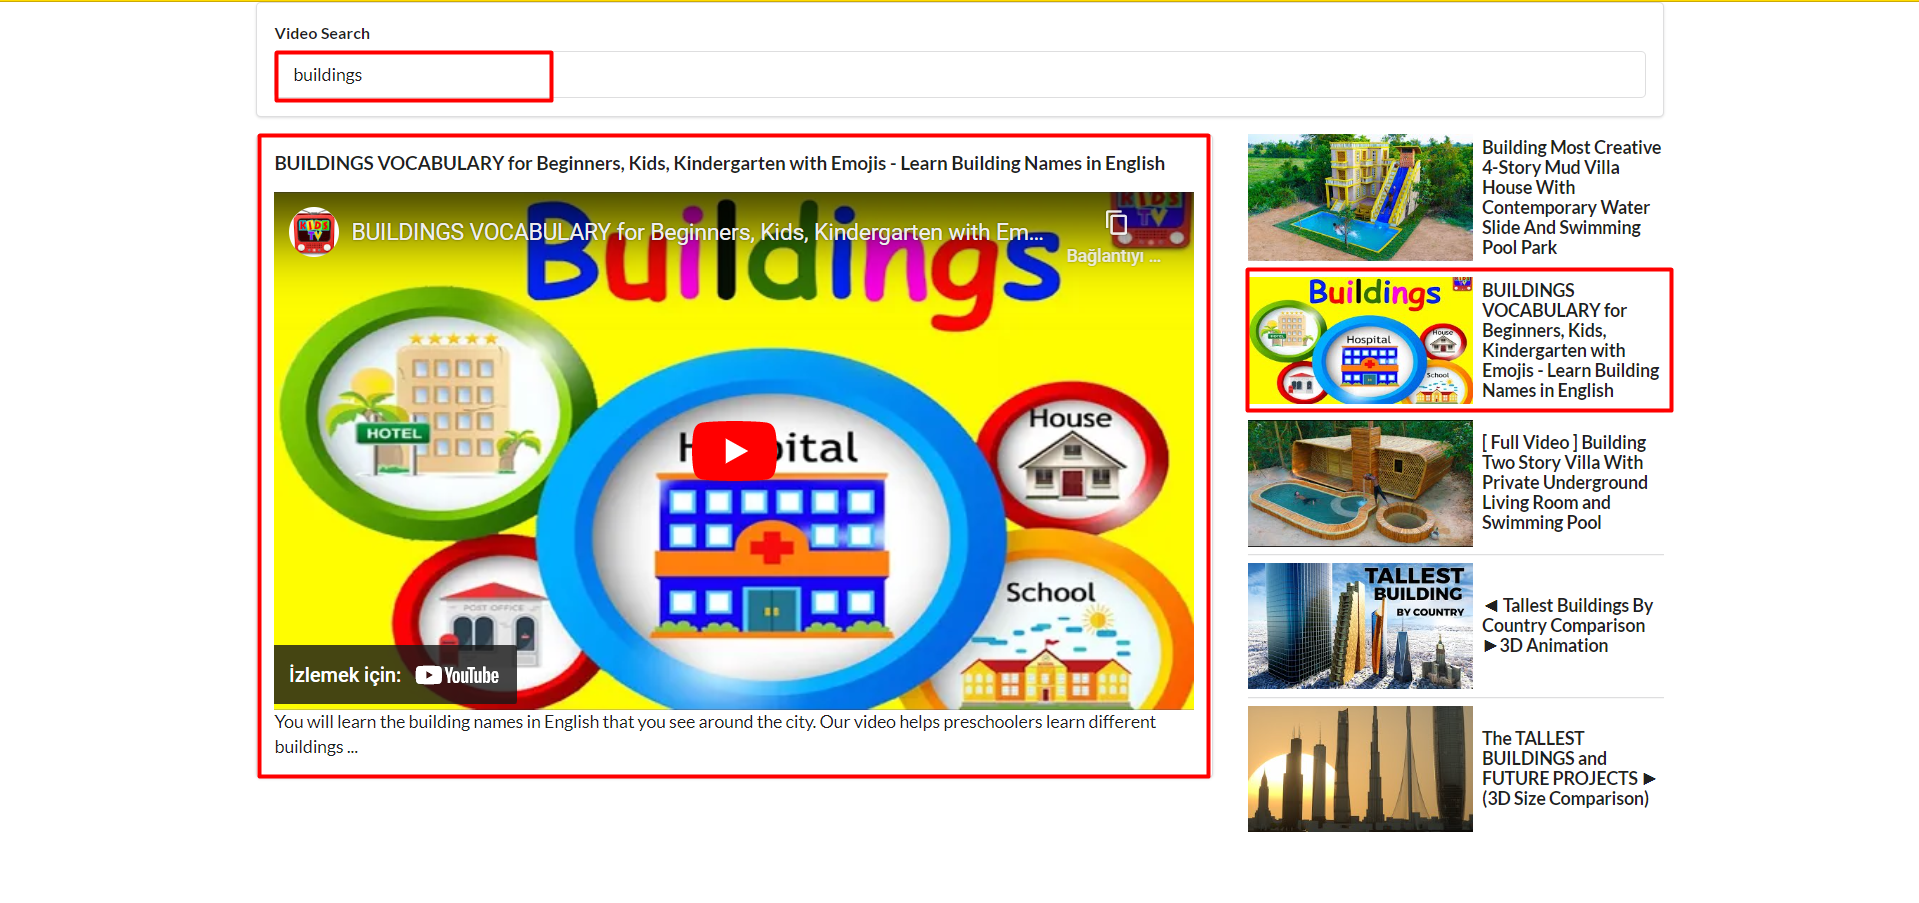 Video Search
buildings
BUILDINGS VOCABULARY for Beginners, Kids, Kindergarten with Emojis - Learn Building Names in English
KIDS
TV
BUILDINGS VOCABULARY for Beginners, Kids, Kindergarten with Em...
Bağlantıyı ...
Buildings
HOTEL
Hospital
House
POST OFFICE
School
İzlemek için: YouTube
You will learn the building names in English that you see around the city. Our video helps preschoolers learn different
buildings ...
Building Most Creative
4-Story Mud Villa
House With
Contemporary Water
Slide And Swimming
Pool Park
Buildings
HOTEL
Hospital
House
School
BUILDINGS
VOCABULARY for
Beginners, Kids,
Kindergarten with
Emojis - Learn Building
Names in English
[ Full Video ] Building
Two Story Villa With
Private Underground
Living Room and
Swimming Pool
TALLEST
BUILDING
BY COUNTRY
◄ Tallest Buildings By
Country Comparison
►3D Animation
The TALLEST
BUILDINGS and
FUTURE PROJECTS ►
(3D Size Comparison)